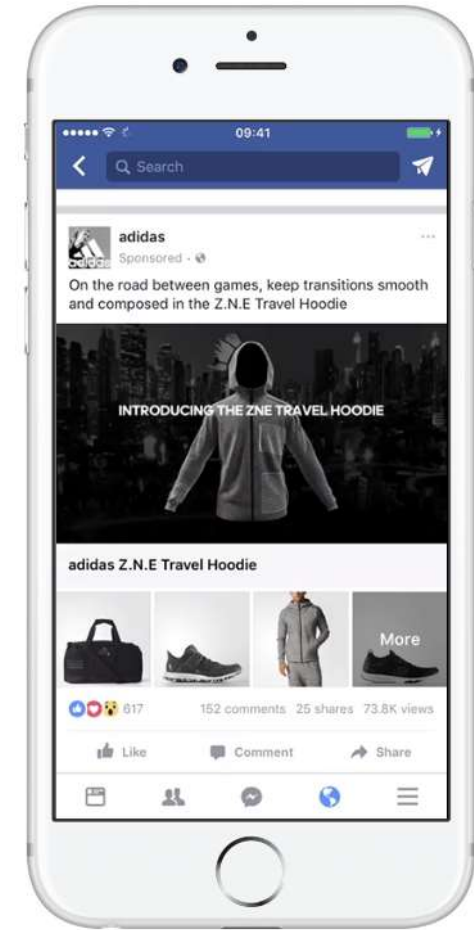 09:41
Search
adidas
Sponsored ·
On the road between games, keep transitions smooth
and composed in the Z.N.E Travel Hoodie
INTRODUCING THE ZNE TRAVEL HOODIE
adidas Z.N.E Travel Hoodie
More
617 152 comments 25 shares 73.8K views
Like Comment Share